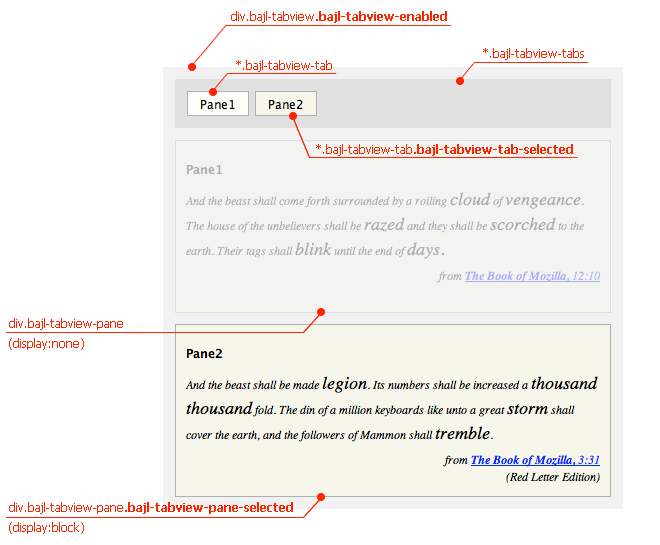 div.bajl-tabview.bajl-tabview-enabled
*.bajl-tabview-tabs
*.bajl-tabview-tab
Pane1
Pane2
*.bajl-tabview-tab.bajl-tabview-tab-selected
Pane1
And the beast shall come forth surrounded by a roiling cloud of vengeance.
The house of the unbelievers shall be razed and they shall be scorched to the
earth. Their tags shall blink until the end of days.
from The Book of Mozilla, 12:10
div.bajl-tabview-pane
(display:none)
Pane2
And the beast shall be made legion. Its numbers shall be increased a thousand
thousand fold. The din of a million keyboards like unto a great storm shall
cover the earth, and the followers of Mammon shall tremble.
from The Book of Mozilla, 3:31
(Red Letter Edition)
div.bajl-tabview-pane.bajl-tabview-pane-selected
(display:block)